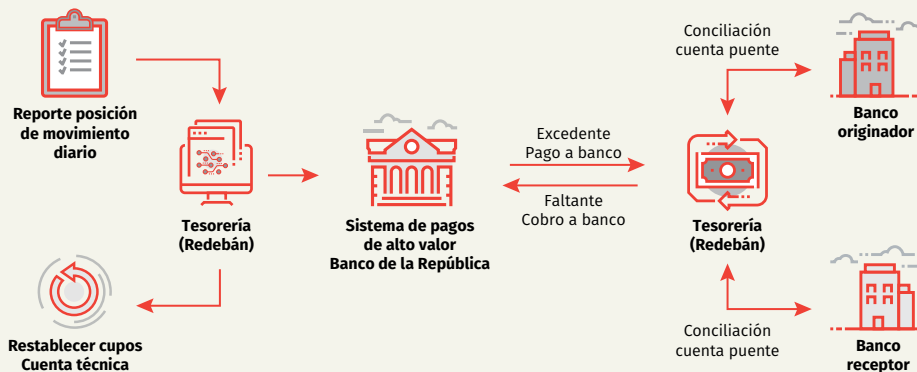 Reporte posición
de movimiento
diario
Tesorería
(Redebán)
Restablecer cupos
Cuenta técnica
Sistema de pagos
de alto valor
Banco de la República
Excedente
Pago a banco
Faltante
Cobro a banco
Tesorería
(Redebán)
Conciliación
cuenta puente
Banco
originador
Conciliación
cuenta puente
Banco
receptor